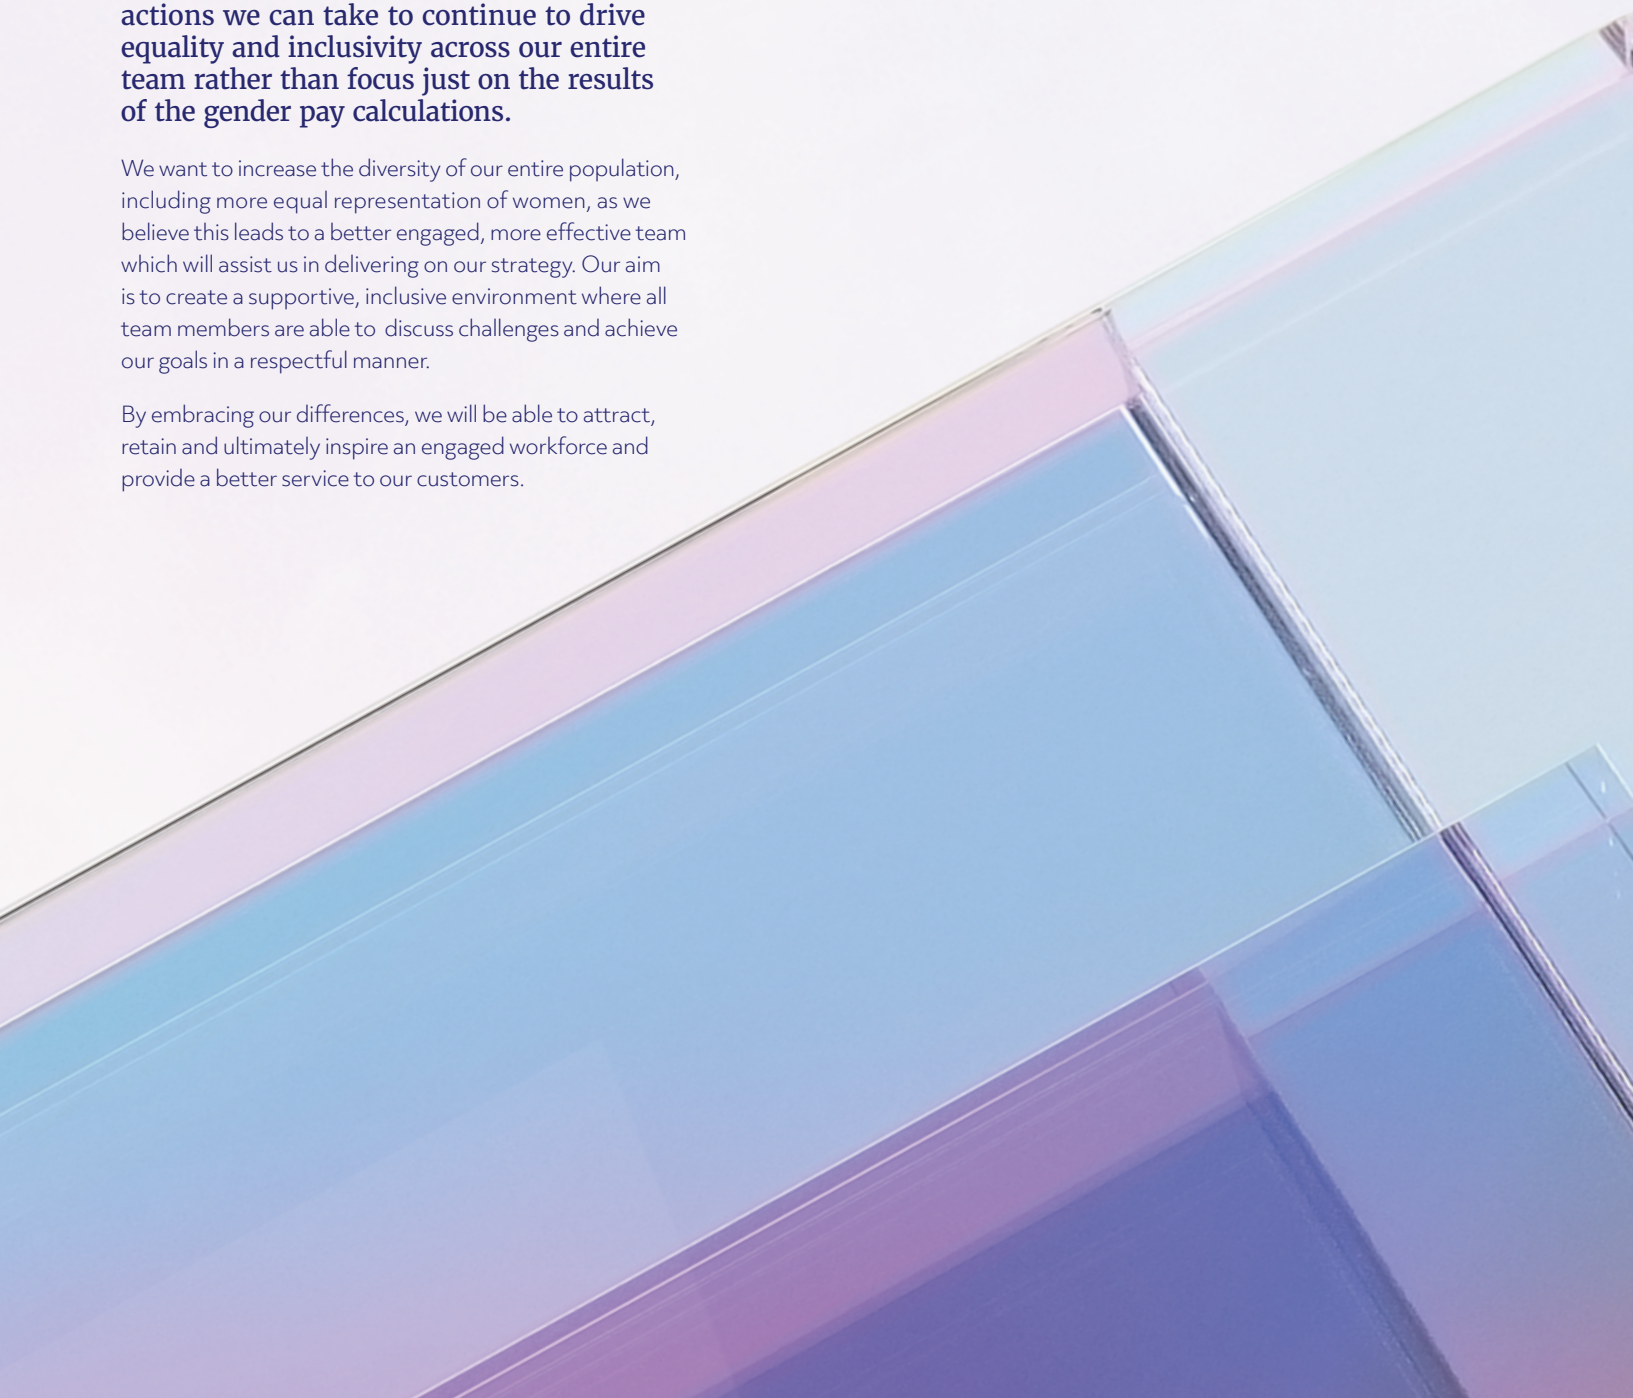 actions we can take to continue to drive
equality and inclusivity across our entire
team rather than focus just on the results
of the gender pay calculations.
We want to increase the diversity of our entire population,
including more equal representation of women, as we
believe this leads to a better engaged, more effective team
which will assist us in delivering on our strategy. Our aim
is to create a supportive, inclusive environment where all
team members are able to  discuss challenges and achieve
our goals in a respectful manner.
By embracing our differences, we will be able to attract,
retain and ultimately inspire an engaged workforce and
provide a better service to our customers.